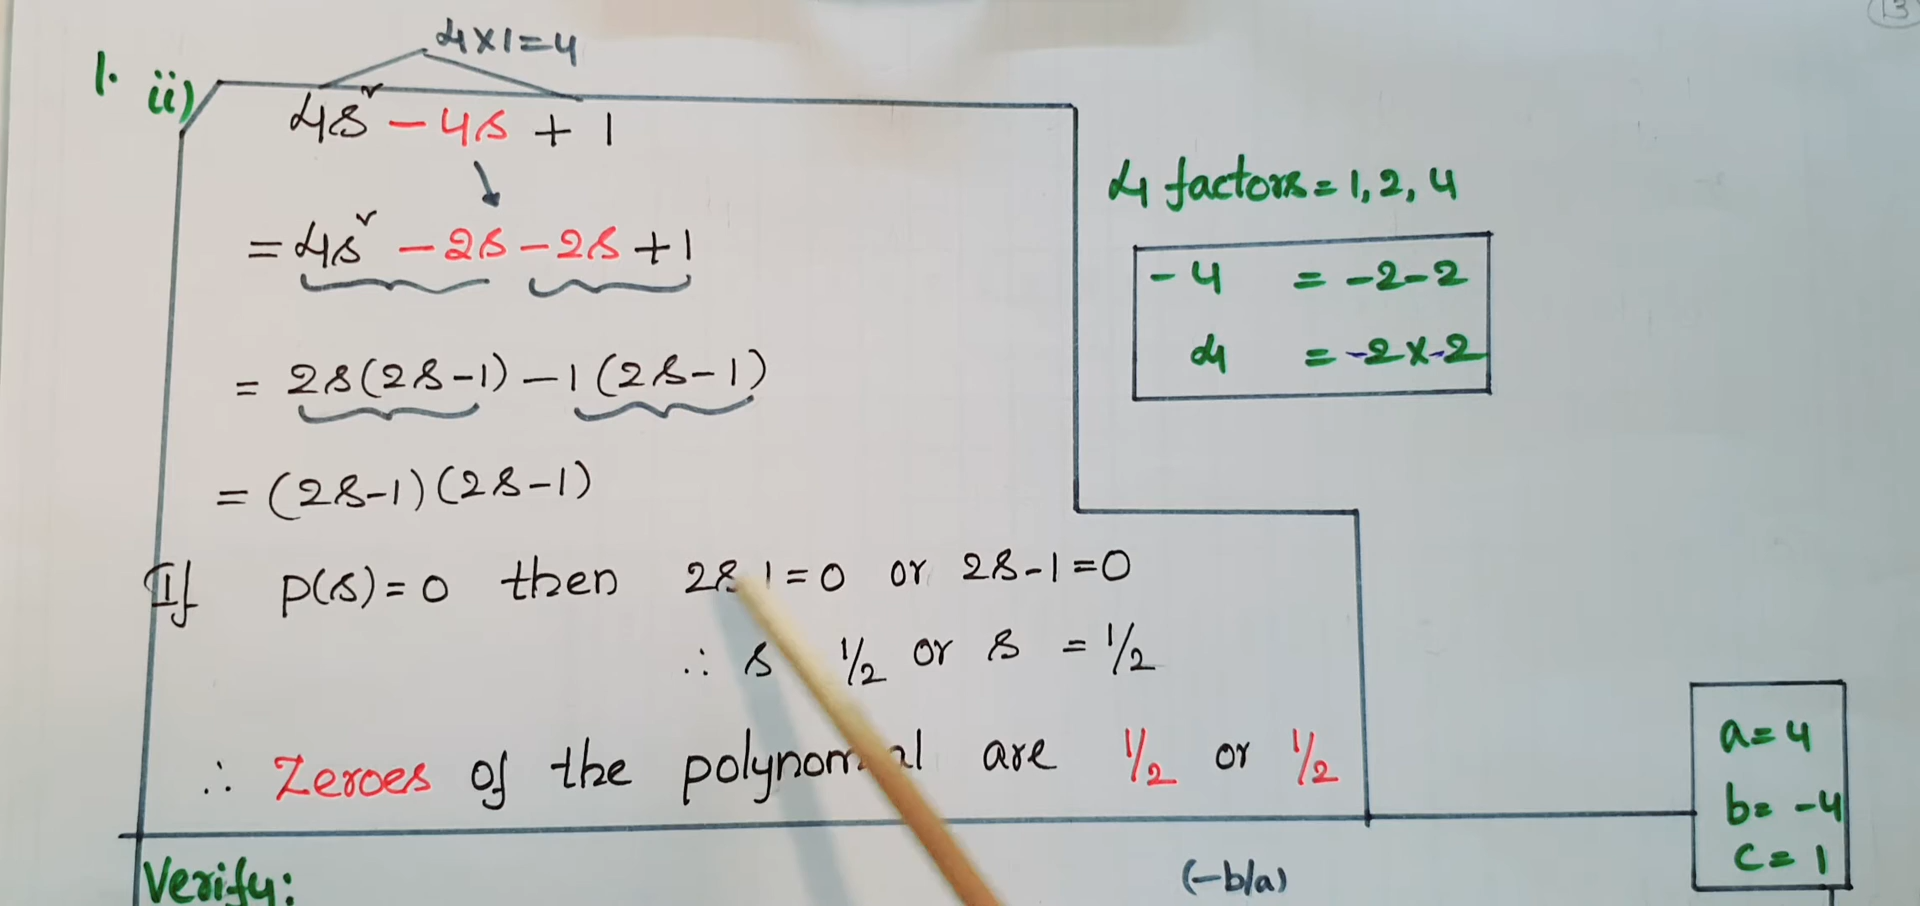 13
4×1=4
1. ii)
4s² - 4s + 1
= 4s² - 2s - 2s + 1
= 2s(2s-1) - 1(2s-1)
= (2s-1)(2s-1)
If p(s)=0 then 2s 1=0 or 2s-1=0
∴ s 1/2 or s = 1/2
∴ Zeroes of the polynomial are 1/2 or 1/2
4 factors = 1, 2, 4
-4 = -2-2
4 = -2×-2
a=4
b= -4
c= 1
Verify:
(-b/a)